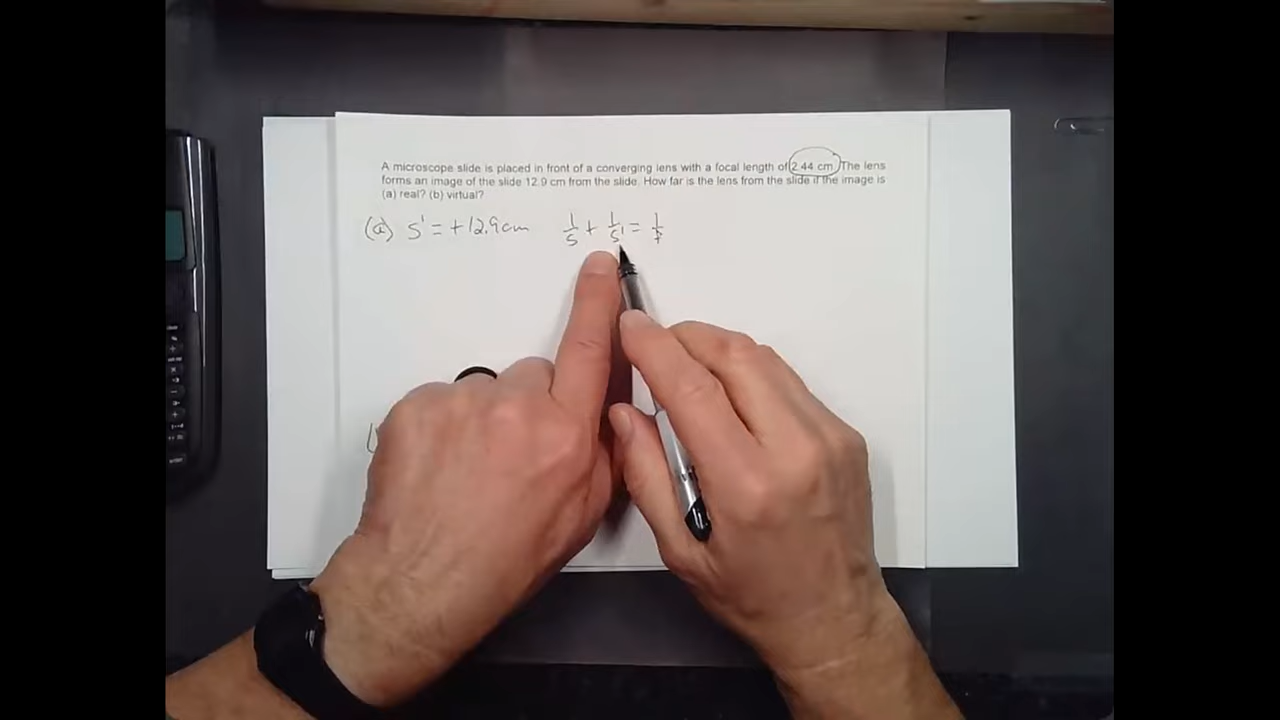 A microscope slide is placed in front of a converging lens with a focal length of 2.44 cm. The lens
forms an image of the slide 12.9 cm from the slide. How far is the lens from the slide if the image is
(a) real? (b) virtual?
(a) s' = +12.9cm 1/s + 1/s' = 1/f